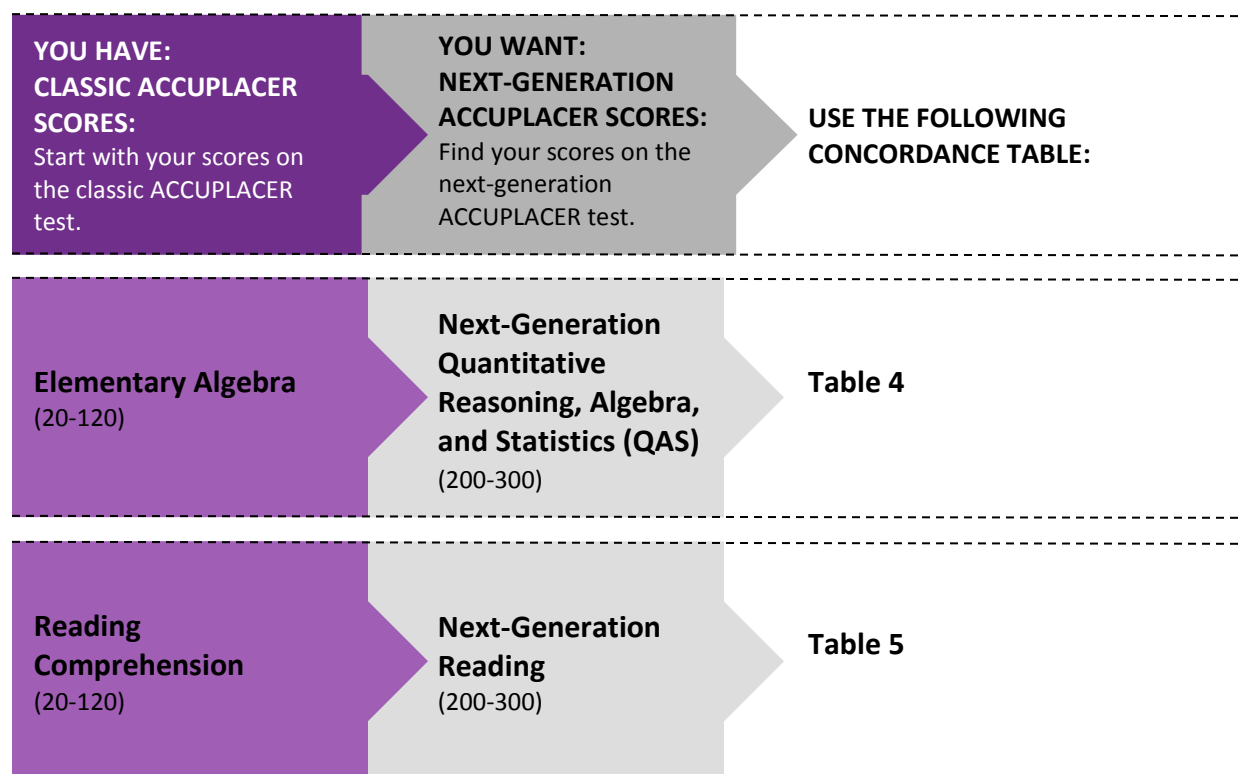 YOU HAVE:
CLASSIC ACCUPLACER
SCORES:
Start with your scores on
the classic ACCUPLACER
test.
YOU WANT:
NEXT-GENERATION
ACCUPLACER SCORES:
Find your scores on the
next-generation
ACCUPLACER test.
USE THE FOLLOWING
CONCORDANCE TABLE:
Elementary Algebra
(20-120)
Next-Generation
Quantitative
Reasoning, Algebra,
and Statistics (QAS)
(200-300)
Table 4
Reading
Comprehension
(20-120)
Next-Generation
Reading
(200-300)
Table 5